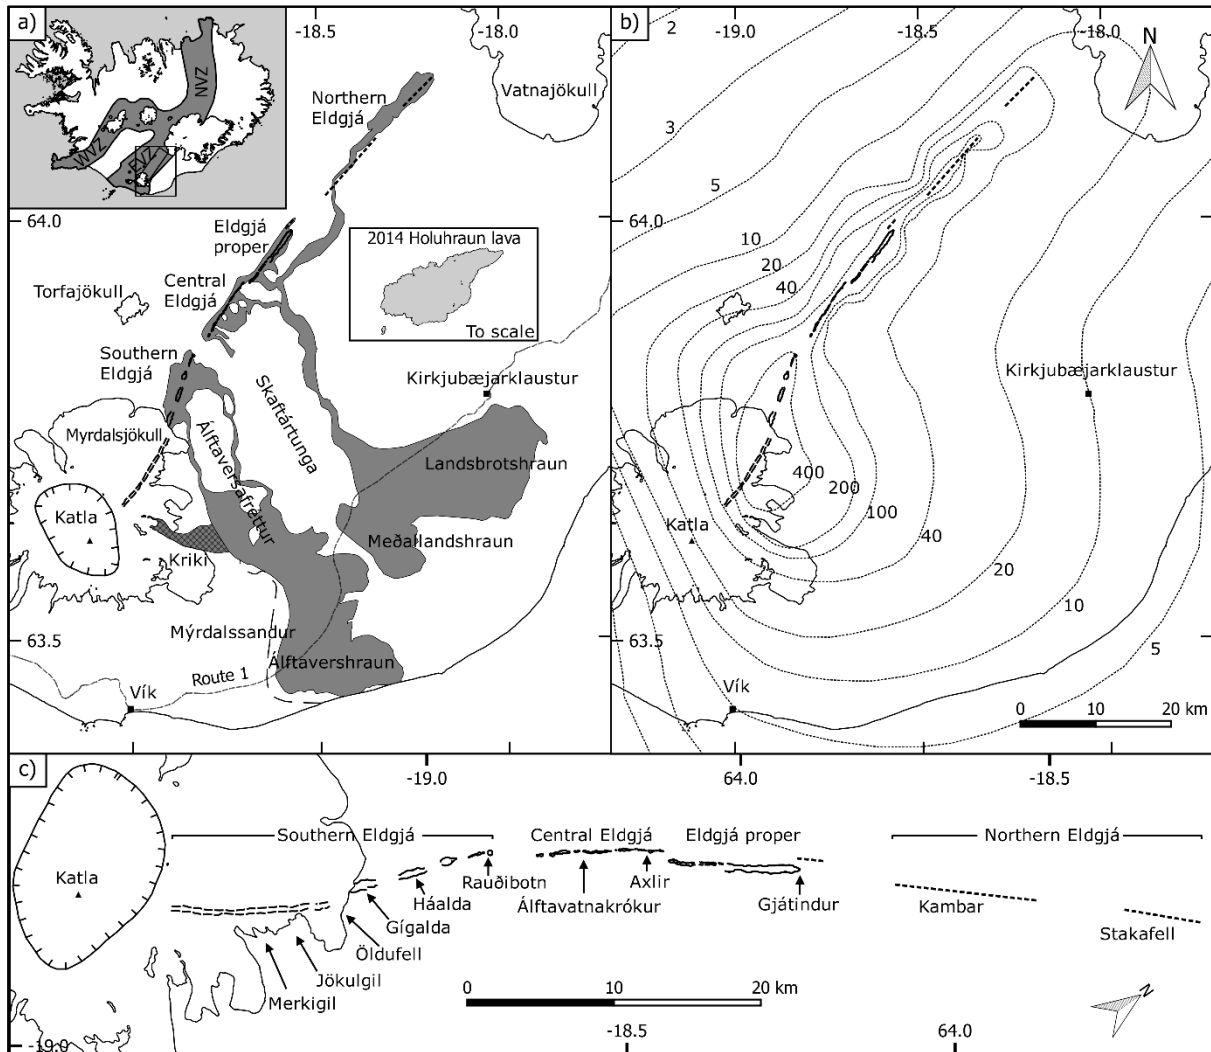 a)
-18.5
-18.0
NVZ
WVZ
EVZ
Northern
Eldgjá
Vatnajökull
64.0
Eldgjá
proper
Central
Eldgjá
2014 Holuhraun lava
To scale
Torfajökull
Southern
Eldgjá
Skaftártunga
Kirkjubæjarklaustur
Myrdalsjökull
Álftaversafréttur
Landsbrotshraun
Katla
Meðallandshraun
Kriki
63.5
Mýrdalssandur
Álftavershraun
Route 1
Vík
b)
2
-19.0
-18.5
-18.0
N
3
5
64.0
10
20
40
Kirkjubæjarklaustur
400
200
100
Katla
40
20
10
63.5
5
Vík
0 10 20 km
c)
-19.0
64.0
-18.5
Southern Eldgjá
Central Eldgjá
Eldgjá proper
Northern Eldgjá
Katla
Rauðibotn
Axlir
Háalda
Álftavatnakrókur
Gjátindur
Kambar
Gígalda
Stakafell
Öldufell
Jökulgil
Merkigil
0 10 20 km
N
-18.5
64.0
-19.0